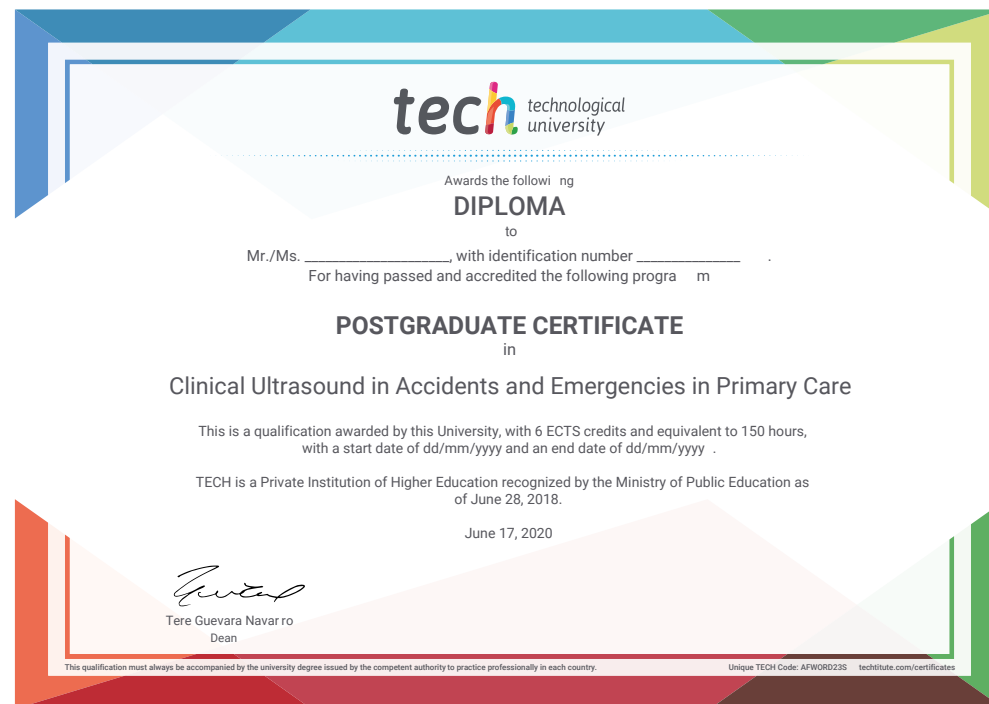 tech technological
university
Awards the followi ng
DIPLOMA
to
Mr./Ms. _____________________, with identification number _______________ .
For having passed and accredited the following progra m
POSTGRADUATE CERTIFICATE
in
Clinical Ultrasound in Accidents and Emergencies in Primary Care
This is a qualification awarded by this University, with 6 ECTS credits and equivalent to 150 hours,
with a start date of dd/mm/yyyy and an end date of dd/mm/yyyy .
TECH is a Private Institution of Higher Education recognized by the Ministry of Public Education as
of June 28, 2018.
June 17, 2020
Tere Guevara Navar ro
Dean
This qualification must always be accompanied by the university degree issued by the competent authority to practice professionally in each country.
Unique TECH Code: AFWORD23S techtitute.com/certificates